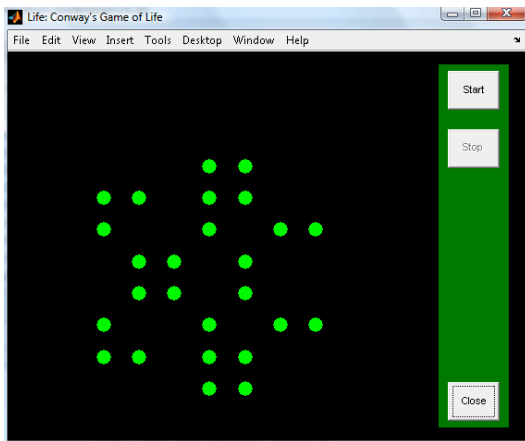 Life: Conway's Game of Life
File Edit View Insert Tools Desktop Window Help
Start
Stop
Close